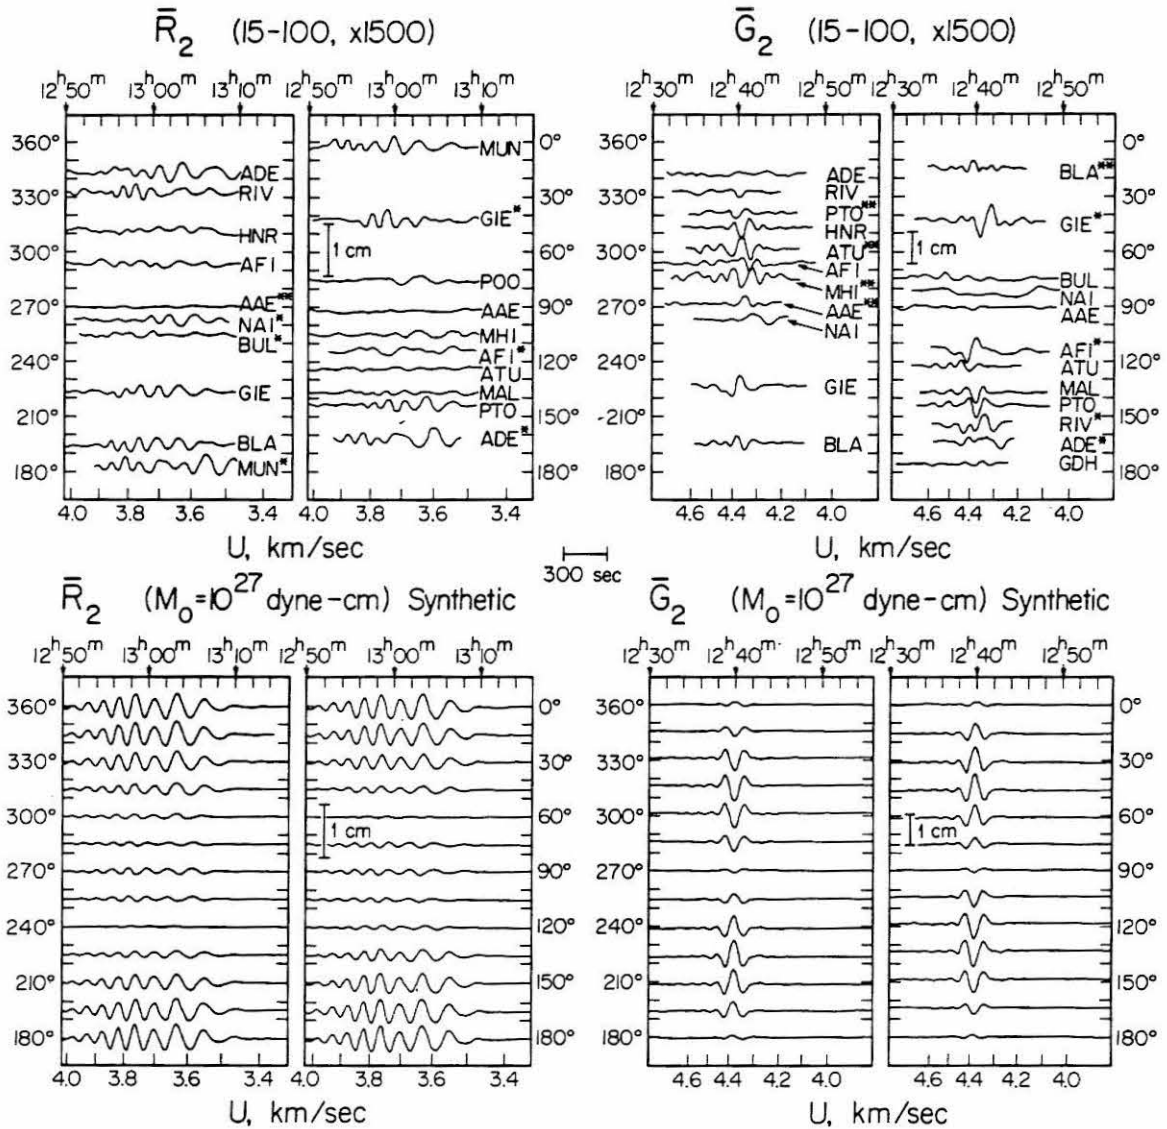 R̄2 (15-100, x1500) Ḡ2 (15-100, x1500)
12h50m 13h00m 13h10m 12h50m 13h00m 13h10m 12h30m 12h40m 12h50m 12h30m 12h40m 12h50m
360°
330°
300°
270°
240°
210°
180°
ADE
RIV
HNR
AFI
AAE**
NAI*
BUL*
GIE
BLA
MUN*
MUN
GIE*
1 cm
POO
AAE
MHI
AFI*
ATU
MAL
PTO
ADE*
0°
30°
60°
90°
120°
150°
180°
360°
330°
300°
270°
240°
210°
180°
ADE
RIV
PTO**
HNR
ATU**
AFI
MHI**
AAE**
NAI
GIE
BLA
BLA**
GIE*
1 cm
BUL
NAI
AAE
AFI*
ATU
MAL
PTO
RIV*
ADE*
GDH
0°
30°
60°
90°
120°
150°
180°
4.0 3.8 3.6 3.4 4.0 3.8 3.6 3.4 4.6 4.4 4.2 4.0 4.6 4.4 4.2 4.0
U, km/sec U, km/sec
300 sec
R̄2 (Mo=10^27 dyne-cm) Synthetic Ḡ2 (Mo=10^27 dyne-cm) Synthetic
12h50m 13h00m 13h10m 12h50m 13h00m 13h10m 12h30m 12h40m 12h50m 12h30m 12h40m 12h50m
360°
330°
300°
270°
240°
210°
180°
1 cm
0°
30°
60°
90°
120°
150°
180°
360°
330°
300°
270°
240°
210°
180°
1 cm
0°
30°
60°
90°
120°
150°
180°
4.0 3.8 3.6 3.4 4.0 3.8 3.6 3.4 4.6 4.4 4.2 4.0 4.6 4.4 4.2 4.0
U, km/sec U, km/sec